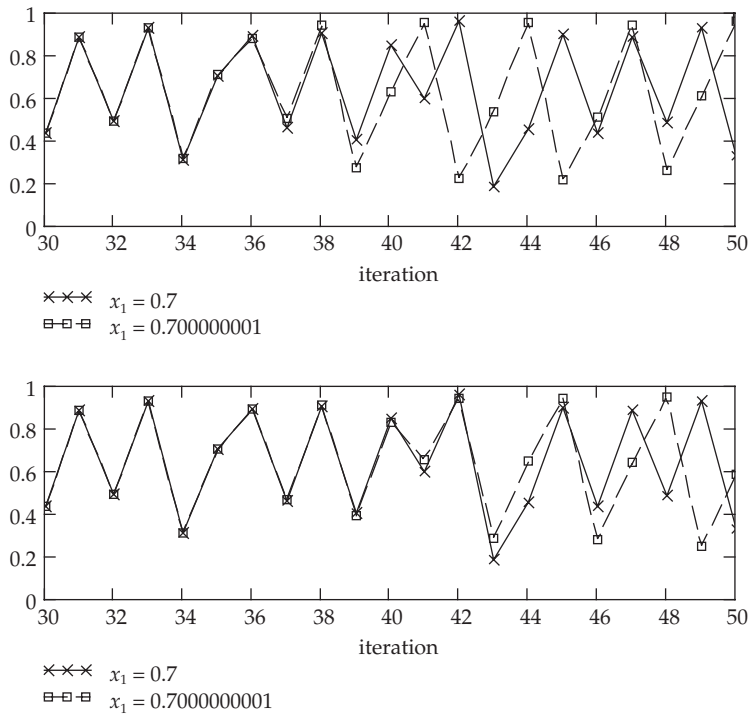 1
0.8
0.6
0.4
0.2
0
30 32 34 36 38 40 42 44 46 48 50
iteration
x₁ = 0.7
x₁ = 0.700000001
1
0.8
0.6
0.4
0.2
0
30 32 34 36 38 40 42 44 46 48 50
iteration
x₁ = 0.7
x₁ = 0.7000000001